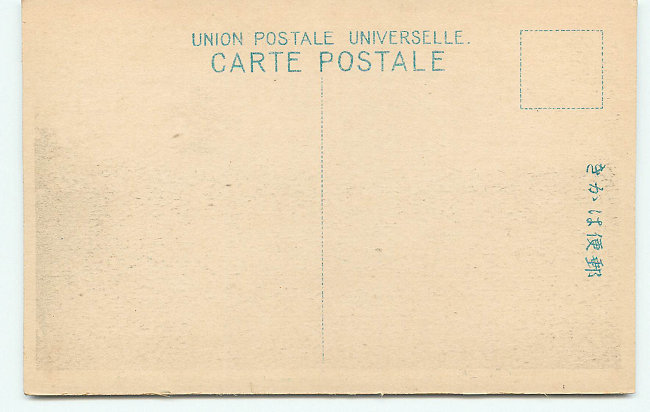 UNION POSTALE UNIVERSELLE.
CARTE POSTALE
郵便はかき